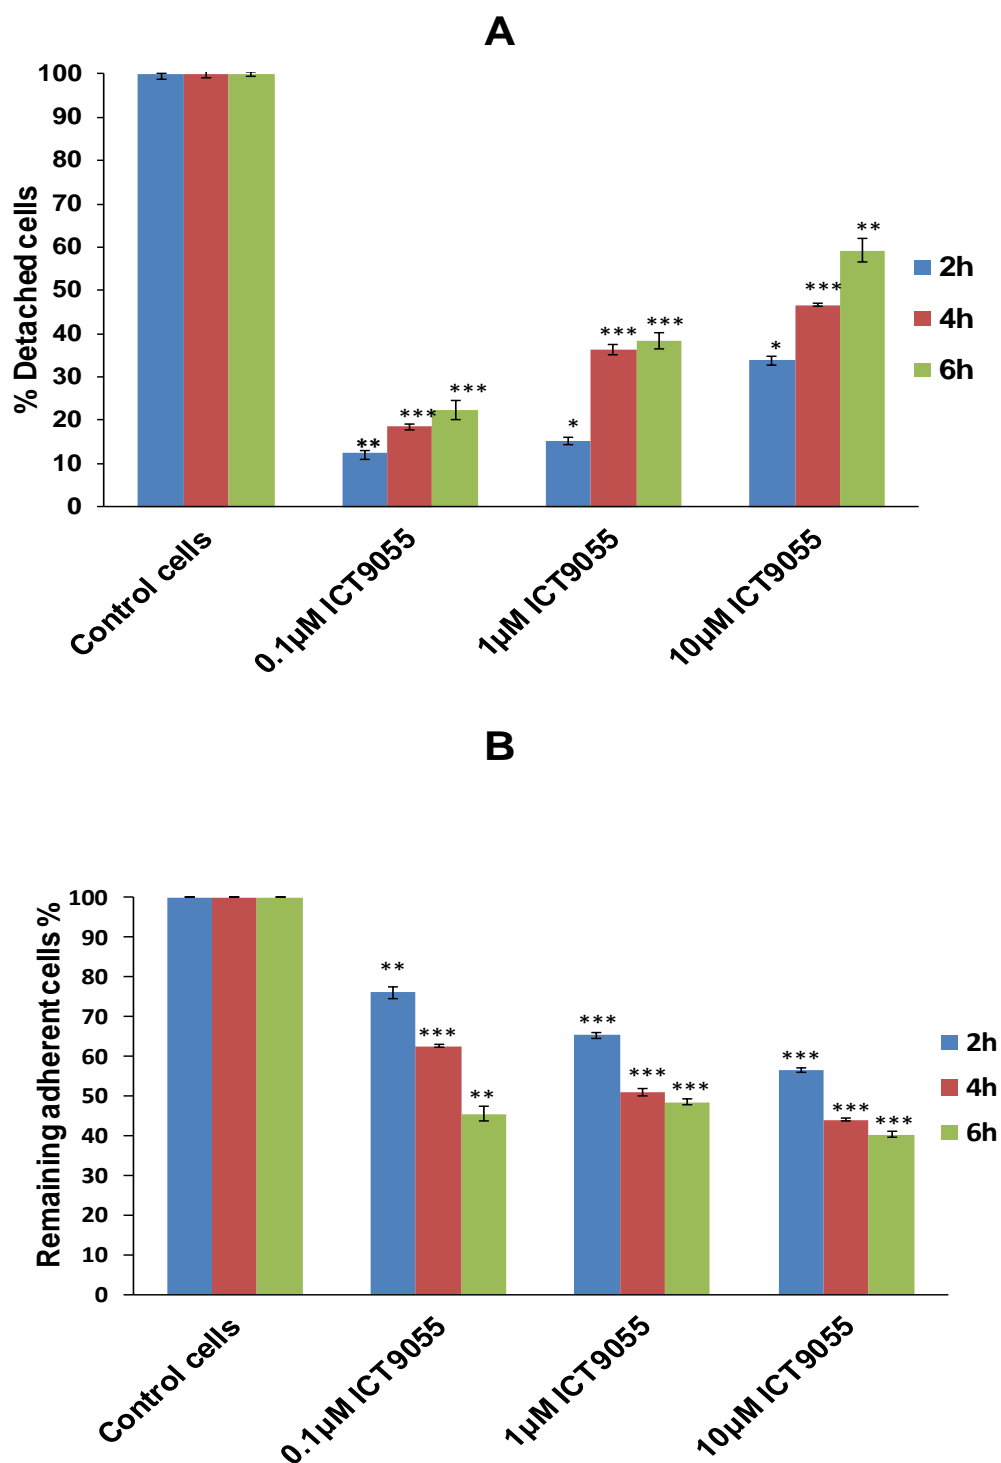 A
% Detached cells
100
90
80
70
60
50
40
30
20
10
0
**
***
***
*
***
***
*
***
**
2h
4h
6h
Control cells
0.1µM ICT9055
1µM ICT9055
10µM ICT9055
B
Remaining adherent cells %
100
90
80
70
60
50
40
30
20
10
0
**
***
**
***
***
***
***
***
***
2h
4h
6h
Control cells
0.1µM ICT9055
1µM ICT9055
10µM ICT9055